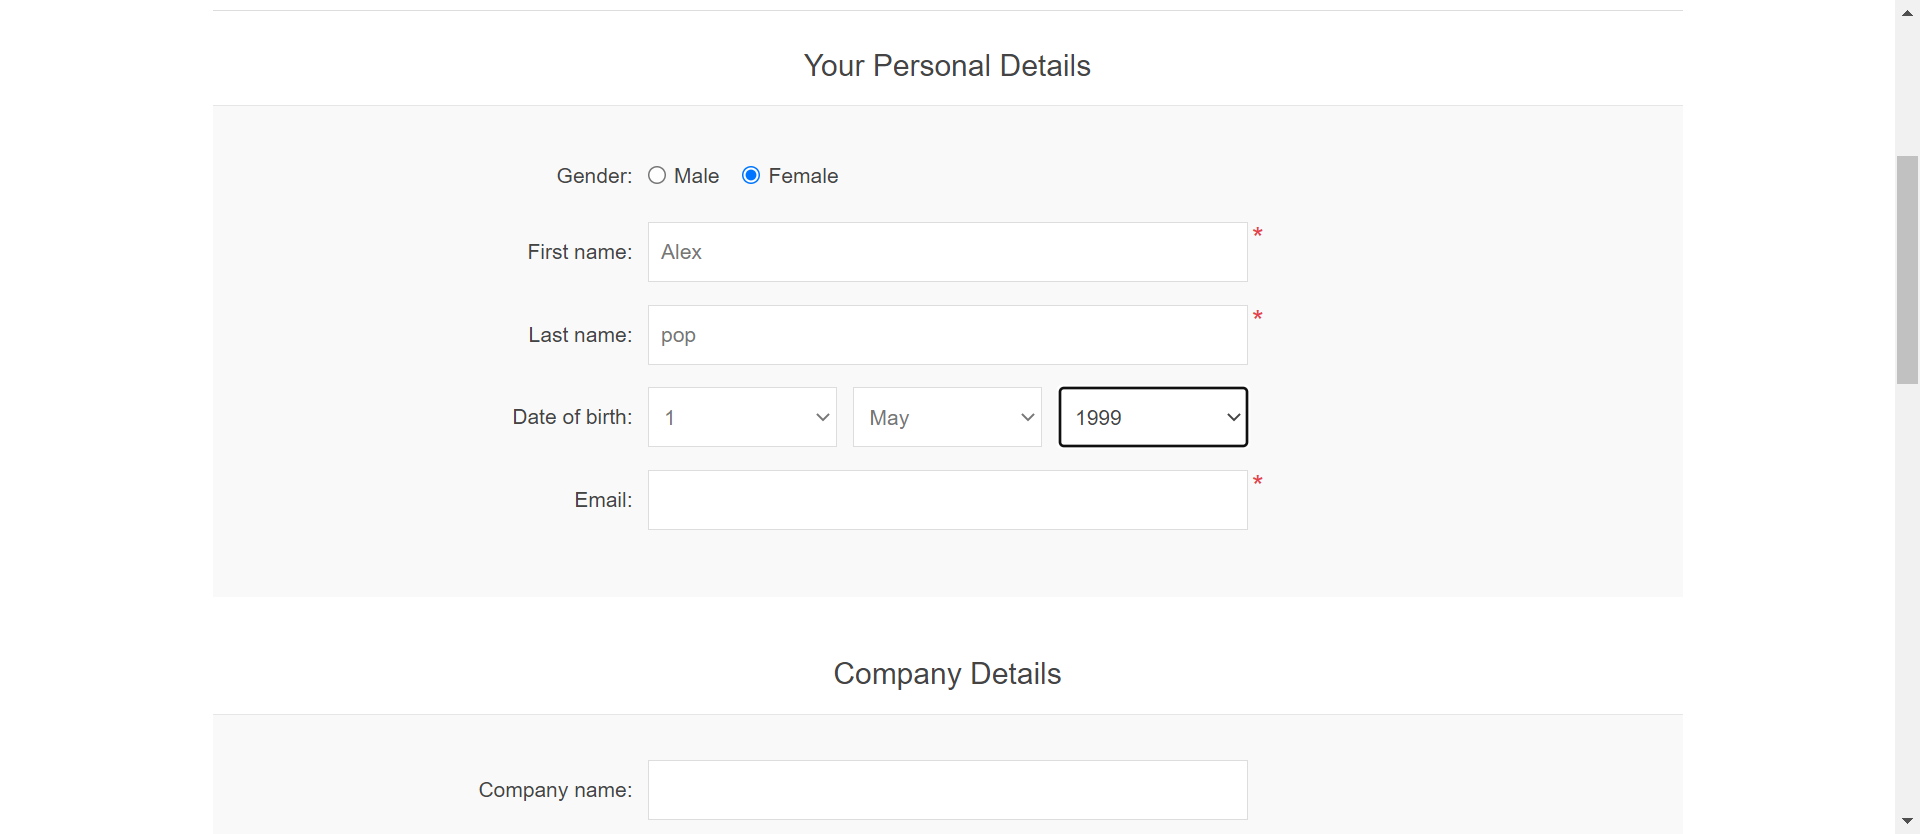 Your Personal Details
Gender: Male Female
First name: Alex *
Last name: pop *
Date of birth: 1 May 1999
Email: *
Company Details
Company name: